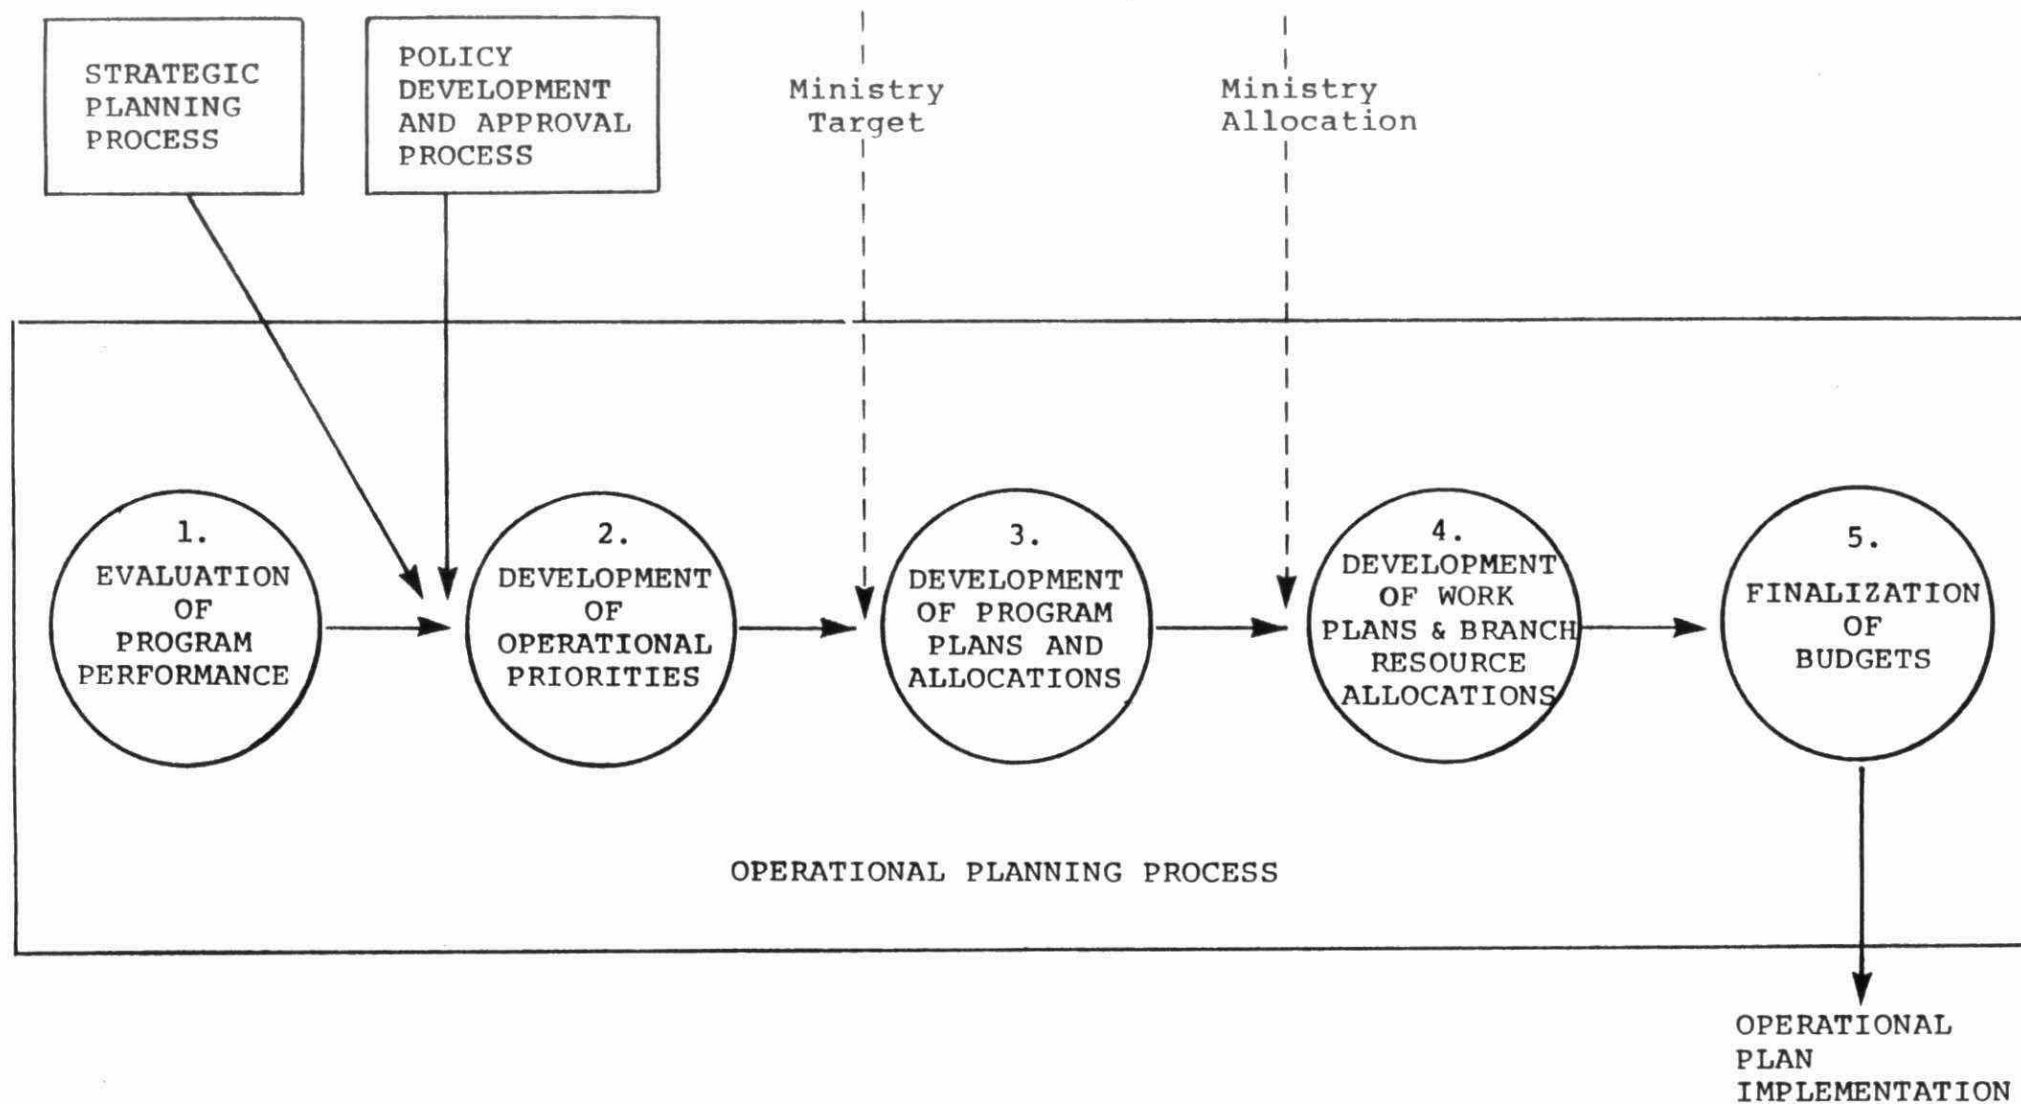 STRATEGIC
PLANNING
PROCESS
POLICY
DEVELOPMENT
AND APPROVAL
PROCESS
Ministry
Target
Ministry
Allocation
1.
EVALUATION
OF
PROGRAM
PERFORMANCE
2.
DEVELOPMENT
OF
OPERATIONAL
PRIORITIES
3.
DEVELOPMENT
OF PROGRAM
PLANS AND
ALLOCATIONS
4.
DEVELOPMENT
OF WORK
PLANS & BRANCH
RESOURCE
ALLOCATIONS
5.
FINALIZATION
OF
BUDGETS
OPERATIONAL PLANNING PROCESS
OPERATIONAL
PLAN
IMPLEMENTATION